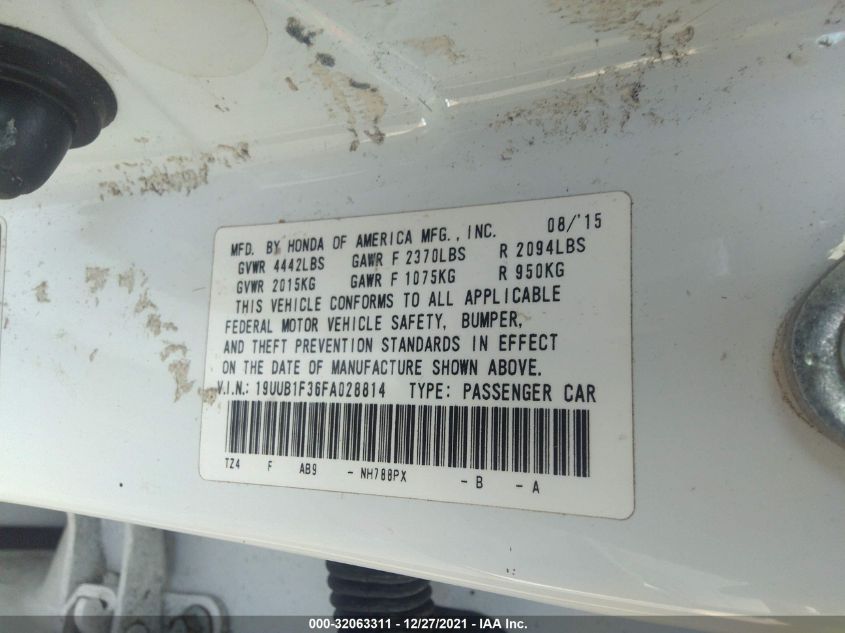 MFD. BY HONDA OF AMERICA MFG., INC. 08/'15
GVWR 4442LBS GAWR F 2370LBS R 2094LBS
GVWR 2015KG GAWR F 1075KG R 950KG
THIS VEHICLE CONFORMS TO ALL APPLICABLE
FEDERAL MOTOR VEHICLE SAFETY, BUMPER,
AND THEFT PREVENTION STANDARDS IN EFFECT
ON THE DATE OF MANUFACTURE SHOWN ABOVE.
V.I.N.: 19UUB1F36FA028814 TYPE: PASSENGER CAR
TZ4 F AB9 - NH788PX - B - A
000-32063311 - 12/27/2021 - IAA Inc.